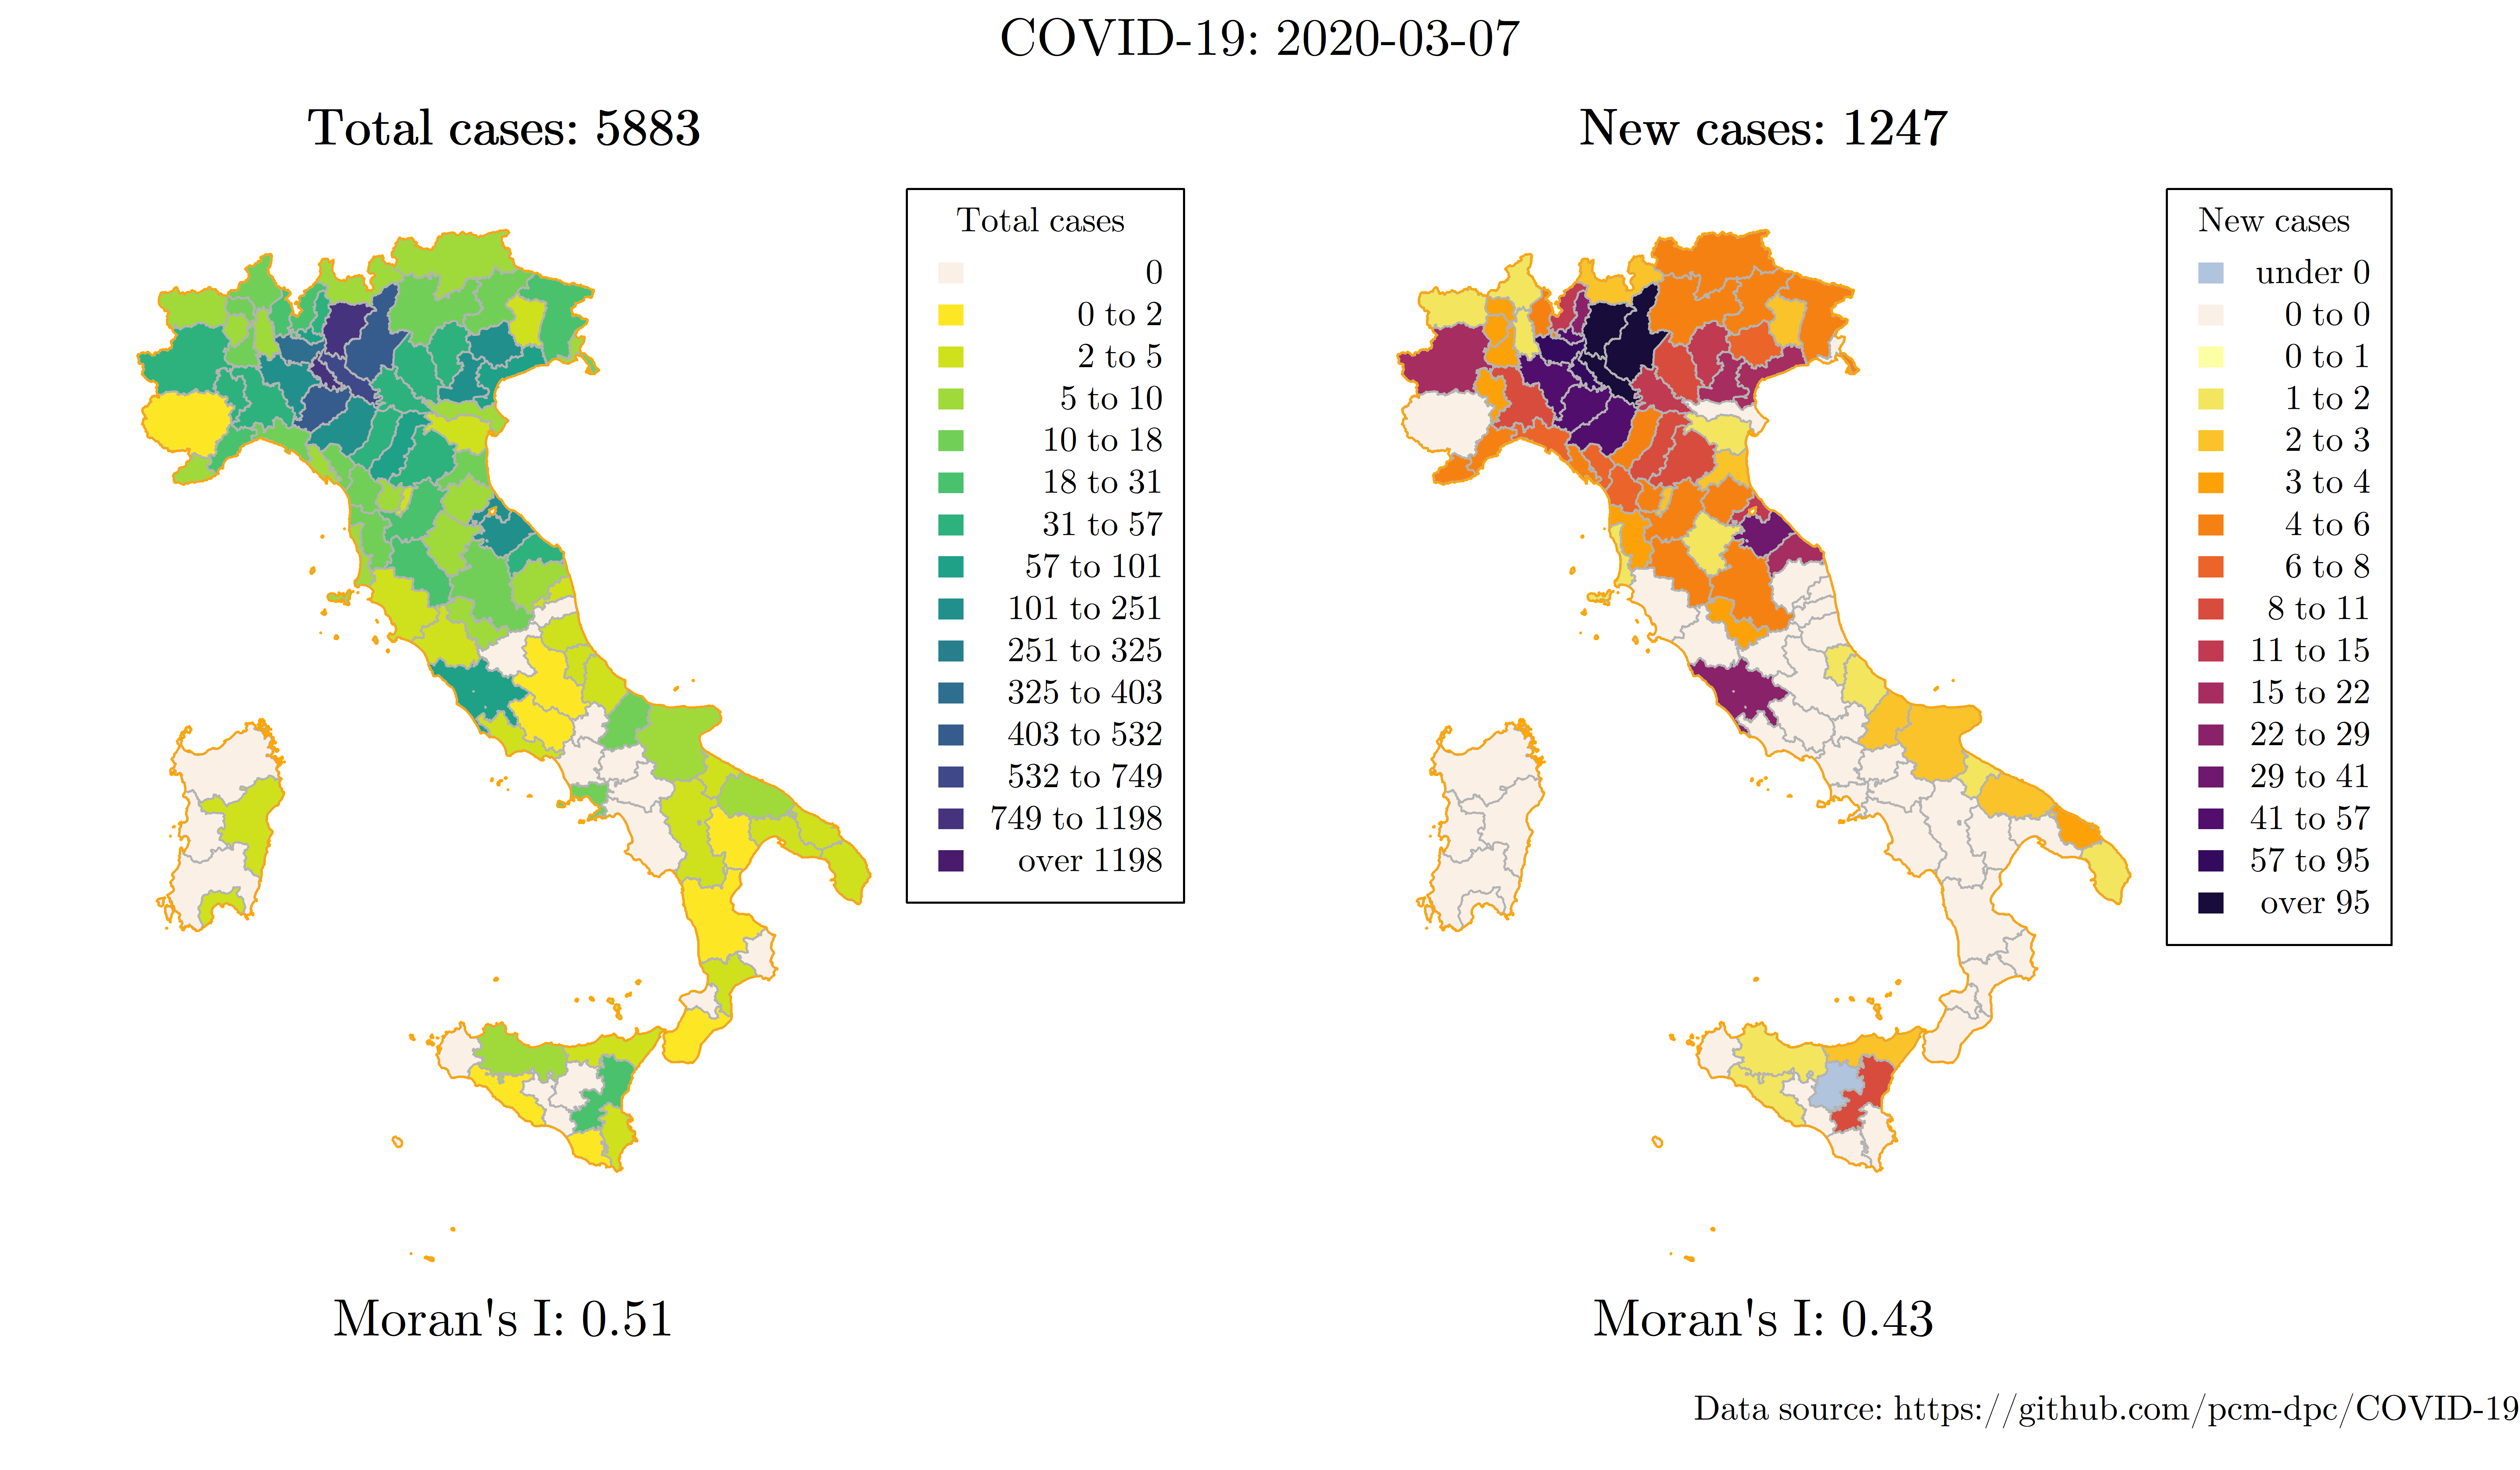 COVID-19: 2020-03-07
Total cases: 5883
Total cases
0
0 to 2
2 to 5
5 to 10
10 to 18
18 to 31
31 to 57
57 to 101
101 to 251
251 to 325
325 to 403
403 to 532
532 to 749
749 to 1198
over 1198
Moran's I: 0.51
New cases: 1247
New cases
under 0
0 to 0
0 to 1
1 to 2
2 to 3
3 to 4
4 to 6
6 to 8
8 to 11
11 to 15
15 to 22
22 to 29
29 to 41
41 to 57
57 to 95
over 95
Moran's I: 0.43
Data source: https://github.com/pcm-dpc/COVID-19